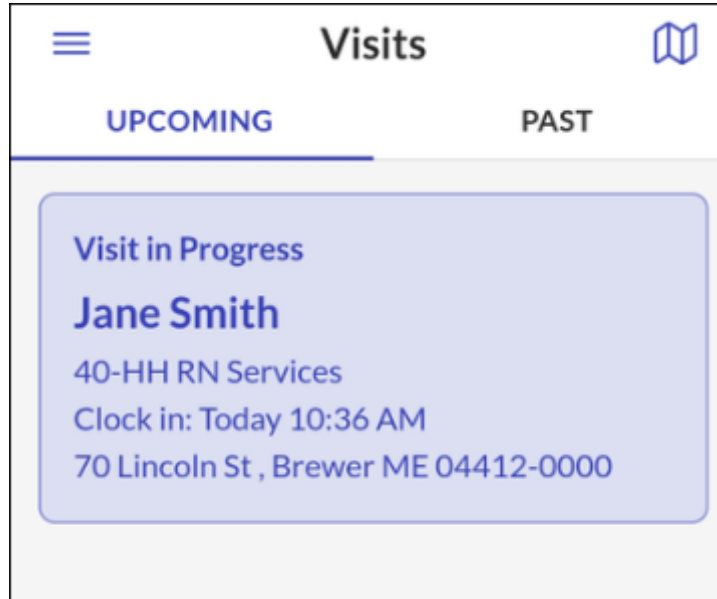 Visits
UPCOMING PAST
Visit in Progress
Jane Smith
40-HH RN Services
Clock in: Today 10:36 AM
70 Lincoln St , Brewer ME 04412-0000